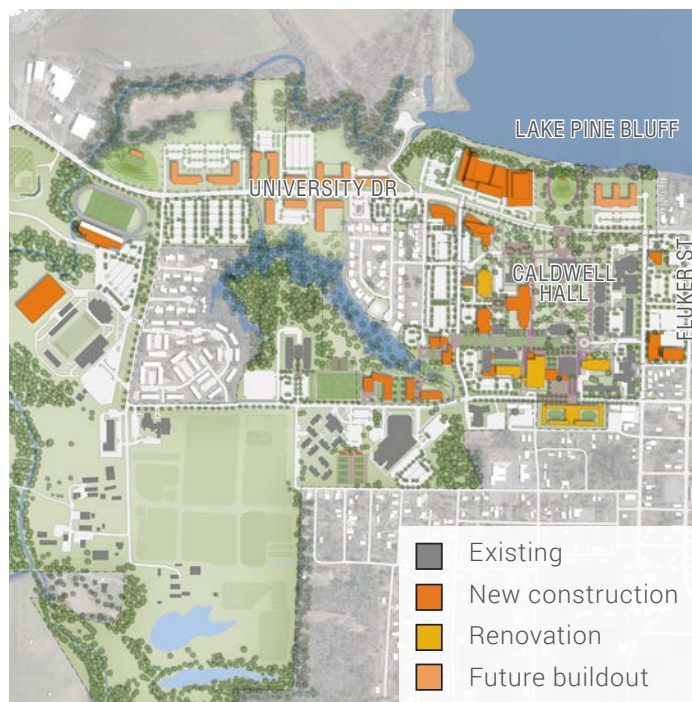 LAKE PINE BLUFF
UNIVERSITY DR
CALDWELL
HALL
FLUKER ST
Existing
New construction
Renovation
Future buildout